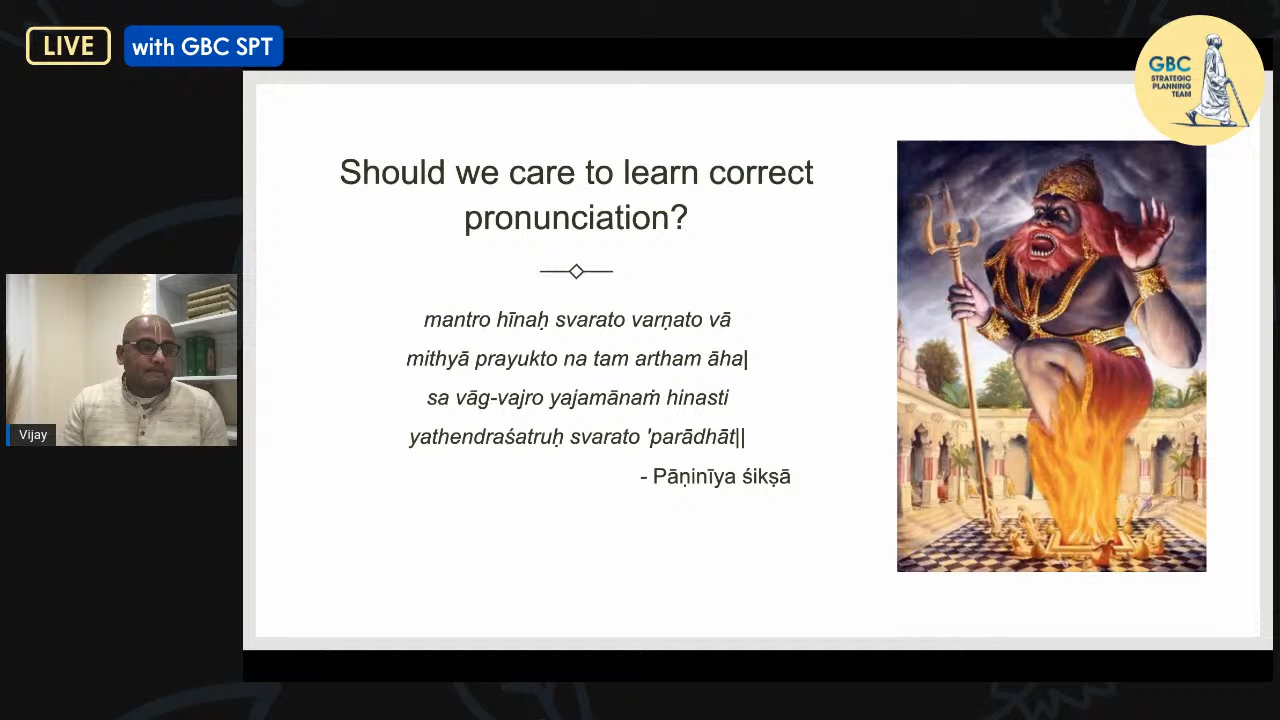 LIVE
with GBC SPT
GBC
STRATEGIC
PLANNING
TEAM
Should we care to learn correct
pronunciation?
mantro hīnaḥ svarato varṇato vā
mithyā prayukto na tam artham āha|
sa vāg-vajro yajamānaṁ hinasti
yathendraśatruḥ svarato 'parādhāt||
- Pāṇinīya śikṣā
Vijay